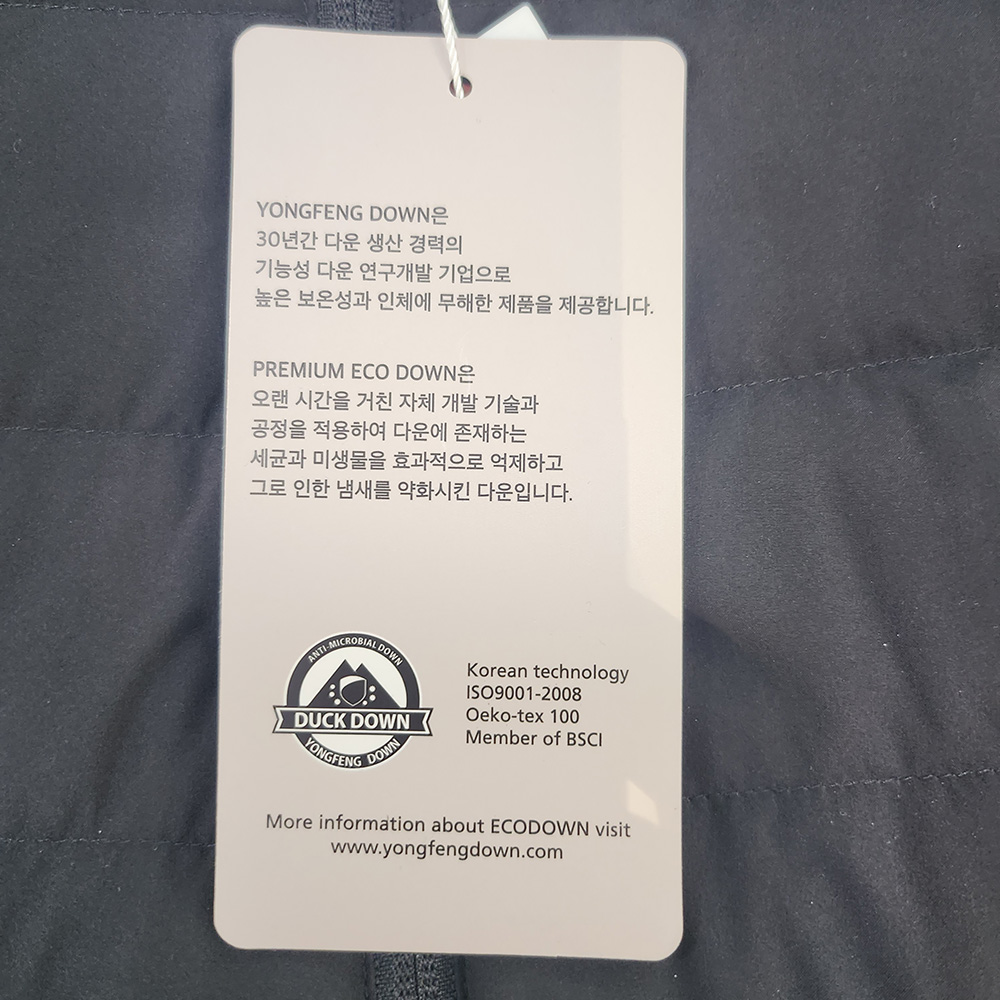 YONGFENG DOWN은
30년간 다운 생산 경력의
기능성 다운 연구개발 기업으로
높은 보온성과 인체에 무해한 제품을 제공합니다.
PREMIUM ECO DOWN은
오랜 시간을 거친 자체 개발 기술과
공정을 적용하여 다운에 존재하는
세균과 미생물을 효과적으로 억제하고
그로 인한 냄새를 약화시킨 다운입니다.
ANTI-MICROBIAL DOWN
DUCK DOWN
YONGFENG DOWN
Korean technology
ISO9001-2008
Oeko-tex 100
Member of BSCI
More information about ECODOWN visit
www.yongfengdown.com